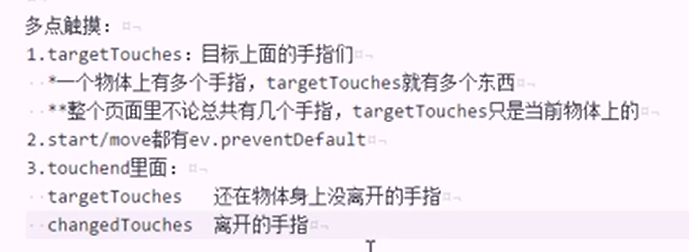 多点触摸：
1.targetTouches：目标上面的手指们
*一个物体上有多个手指，targetTouches就有多个东西
**整个页面里不论总共有几个手指，targetTouches只是当前物体上的
2.start/move都有ev.preventDefault
3.touchend里面：
targetTouches 还在物体身上没离开的手指
changedTouches 离开的手指